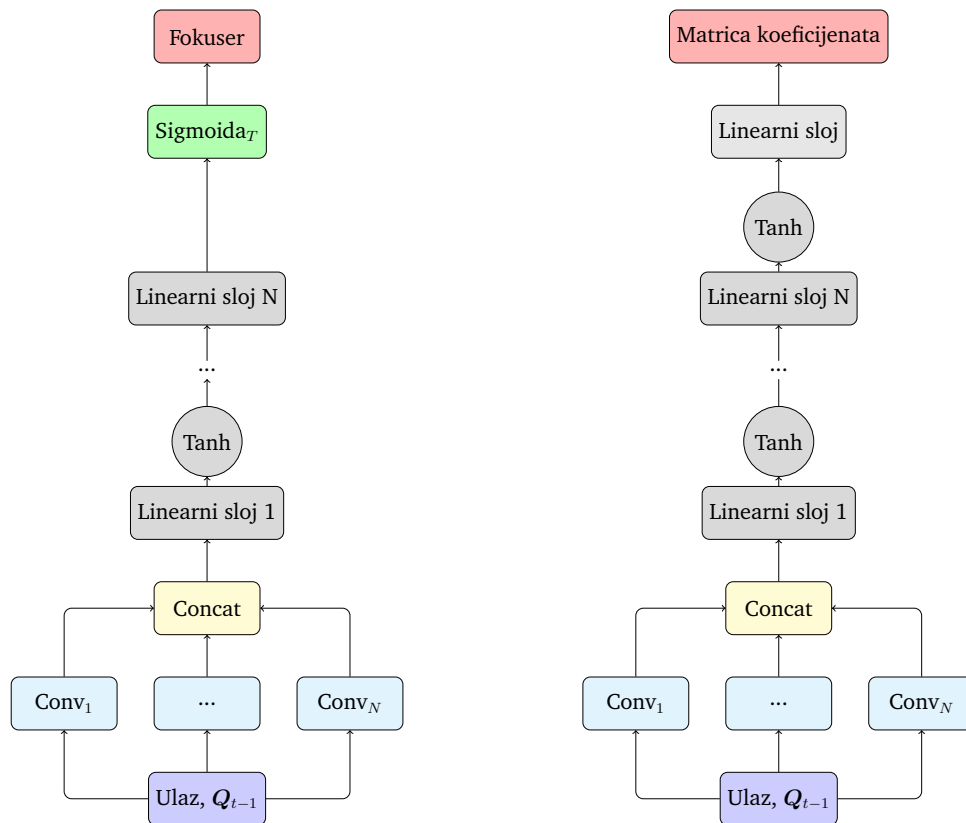 Fokuser
Sigmoida_T
Linearni sloj N
...
Tanh
Linearni sloj 1
Concat
Conv_1
...
Conv_N
Ulaz, Q_{t−1}
Matrica koeficijenata
Linearni sloj
Tanh
Linearni sloj N
...
Tanh
Linearni sloj 1
Concat
Conv_1
...
Conv_N
Ulaz, Q_{t−1}